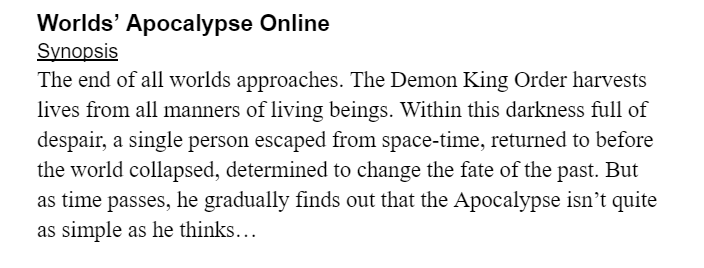 Worlds’ Apocalypse Online
Synopsis
The end of all worlds approaches. The Demon King Order harvests
lives from all manners of living beings. Within this darkness full of
despair, a single person escaped from space-time, returned to before
the world collapsed, determined to change the fate of the past. But
as time passes, he gradually finds out that the Apocalypse isn’t quite
as simple as he thinks…